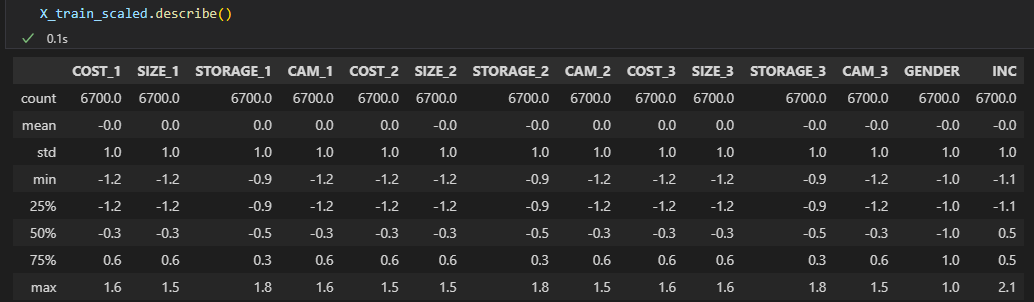 X_train_scaled.describe()
0.1s
COST_1 SIZE_1 STORAGE_1 CAM_1 COST_2 SIZE_2 STORAGE_2 CAM_2 COST_3 SIZE_3 STORAGE_3 CAM_3 GENDER INC
count 6700.0 6700.0 6700.0 6700.0 6700.0 6700.0 6700.0 6700.0 6700.0 6700.0 6700.0 6700.0 6700.0 6700.0
mean -0.0 0.0 0.0 0.0 0.0 -0.0 -0.0 0.0 0.0 0.0 -0.0 -0.0 -0.0 -0.0
std 1.0 1.0 1.0 1.0 1.0 1.0 1.0 1.0 1.0 1.0 1.0 1.0 1.0 1.0
min -1.2 -1.2 -0.9 -1.2 -1.2 -1.2 -0.9 -1.2 -1.2 -1.2 -0.9 -1.2 -1.0 -1.1
25% -1.2 -1.2 -0.9 -1.2 -1.2 -1.2 -0.9 -1.2 -1.2 -1.2 -0.9 -1.2 -1.0 -1.1
50% -0.3 -0.3 -0.5 -0.3 -0.3 -0.3 -0.5 -0.3 -0.3 -0.3 -0.5 -0.3 -1.0 0.5
75% 0.6 0.6 0.3 0.6 0.6 0.6 0.3 0.6 0.6 0.6 0.3 0.6 1.0 0.5
max 1.6 1.5 1.8 1.6 1.5 1.5 1.8 1.5 1.6 1.6 1.8 1.5 1.0 2.1